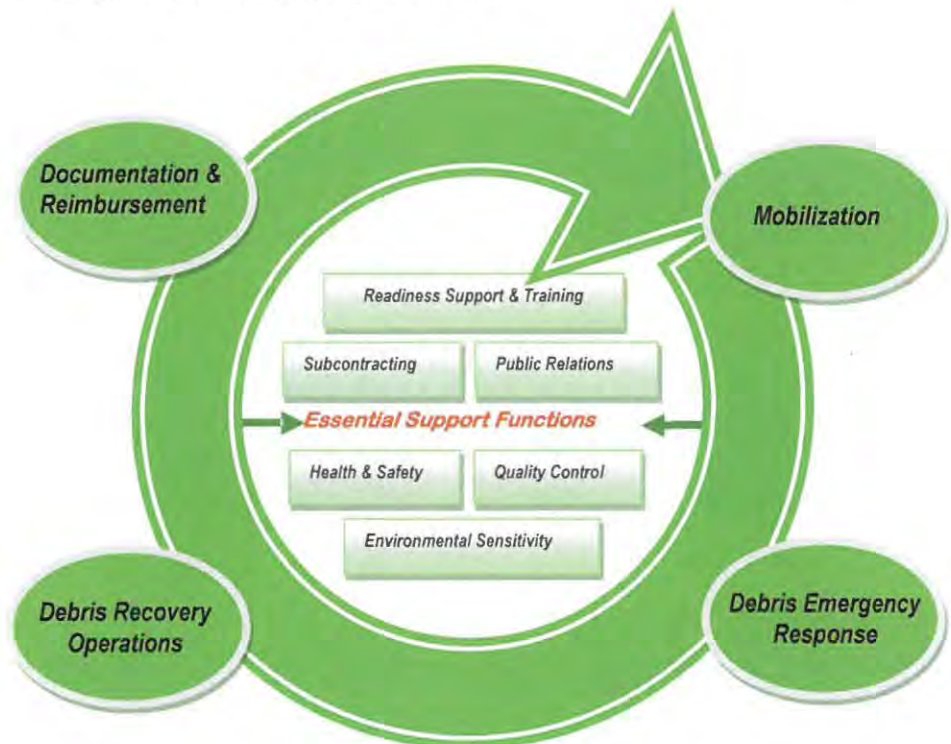 Documentation &
Reimbursement
Mobilization
Readiness Support & Training
Subcontracting
Public Relations
Essential Support Functions
Health & Safety
Quality Control
Environmental Sensitivity
Debris Recovery
Operations
Debris Emergency
Response